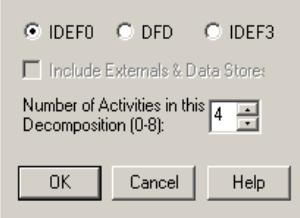 IDEF0 DFD IDEF3
Include Externals & Data Stores
Number of Activities in this
Decomposition (0-8):
4
OK Cancel Help